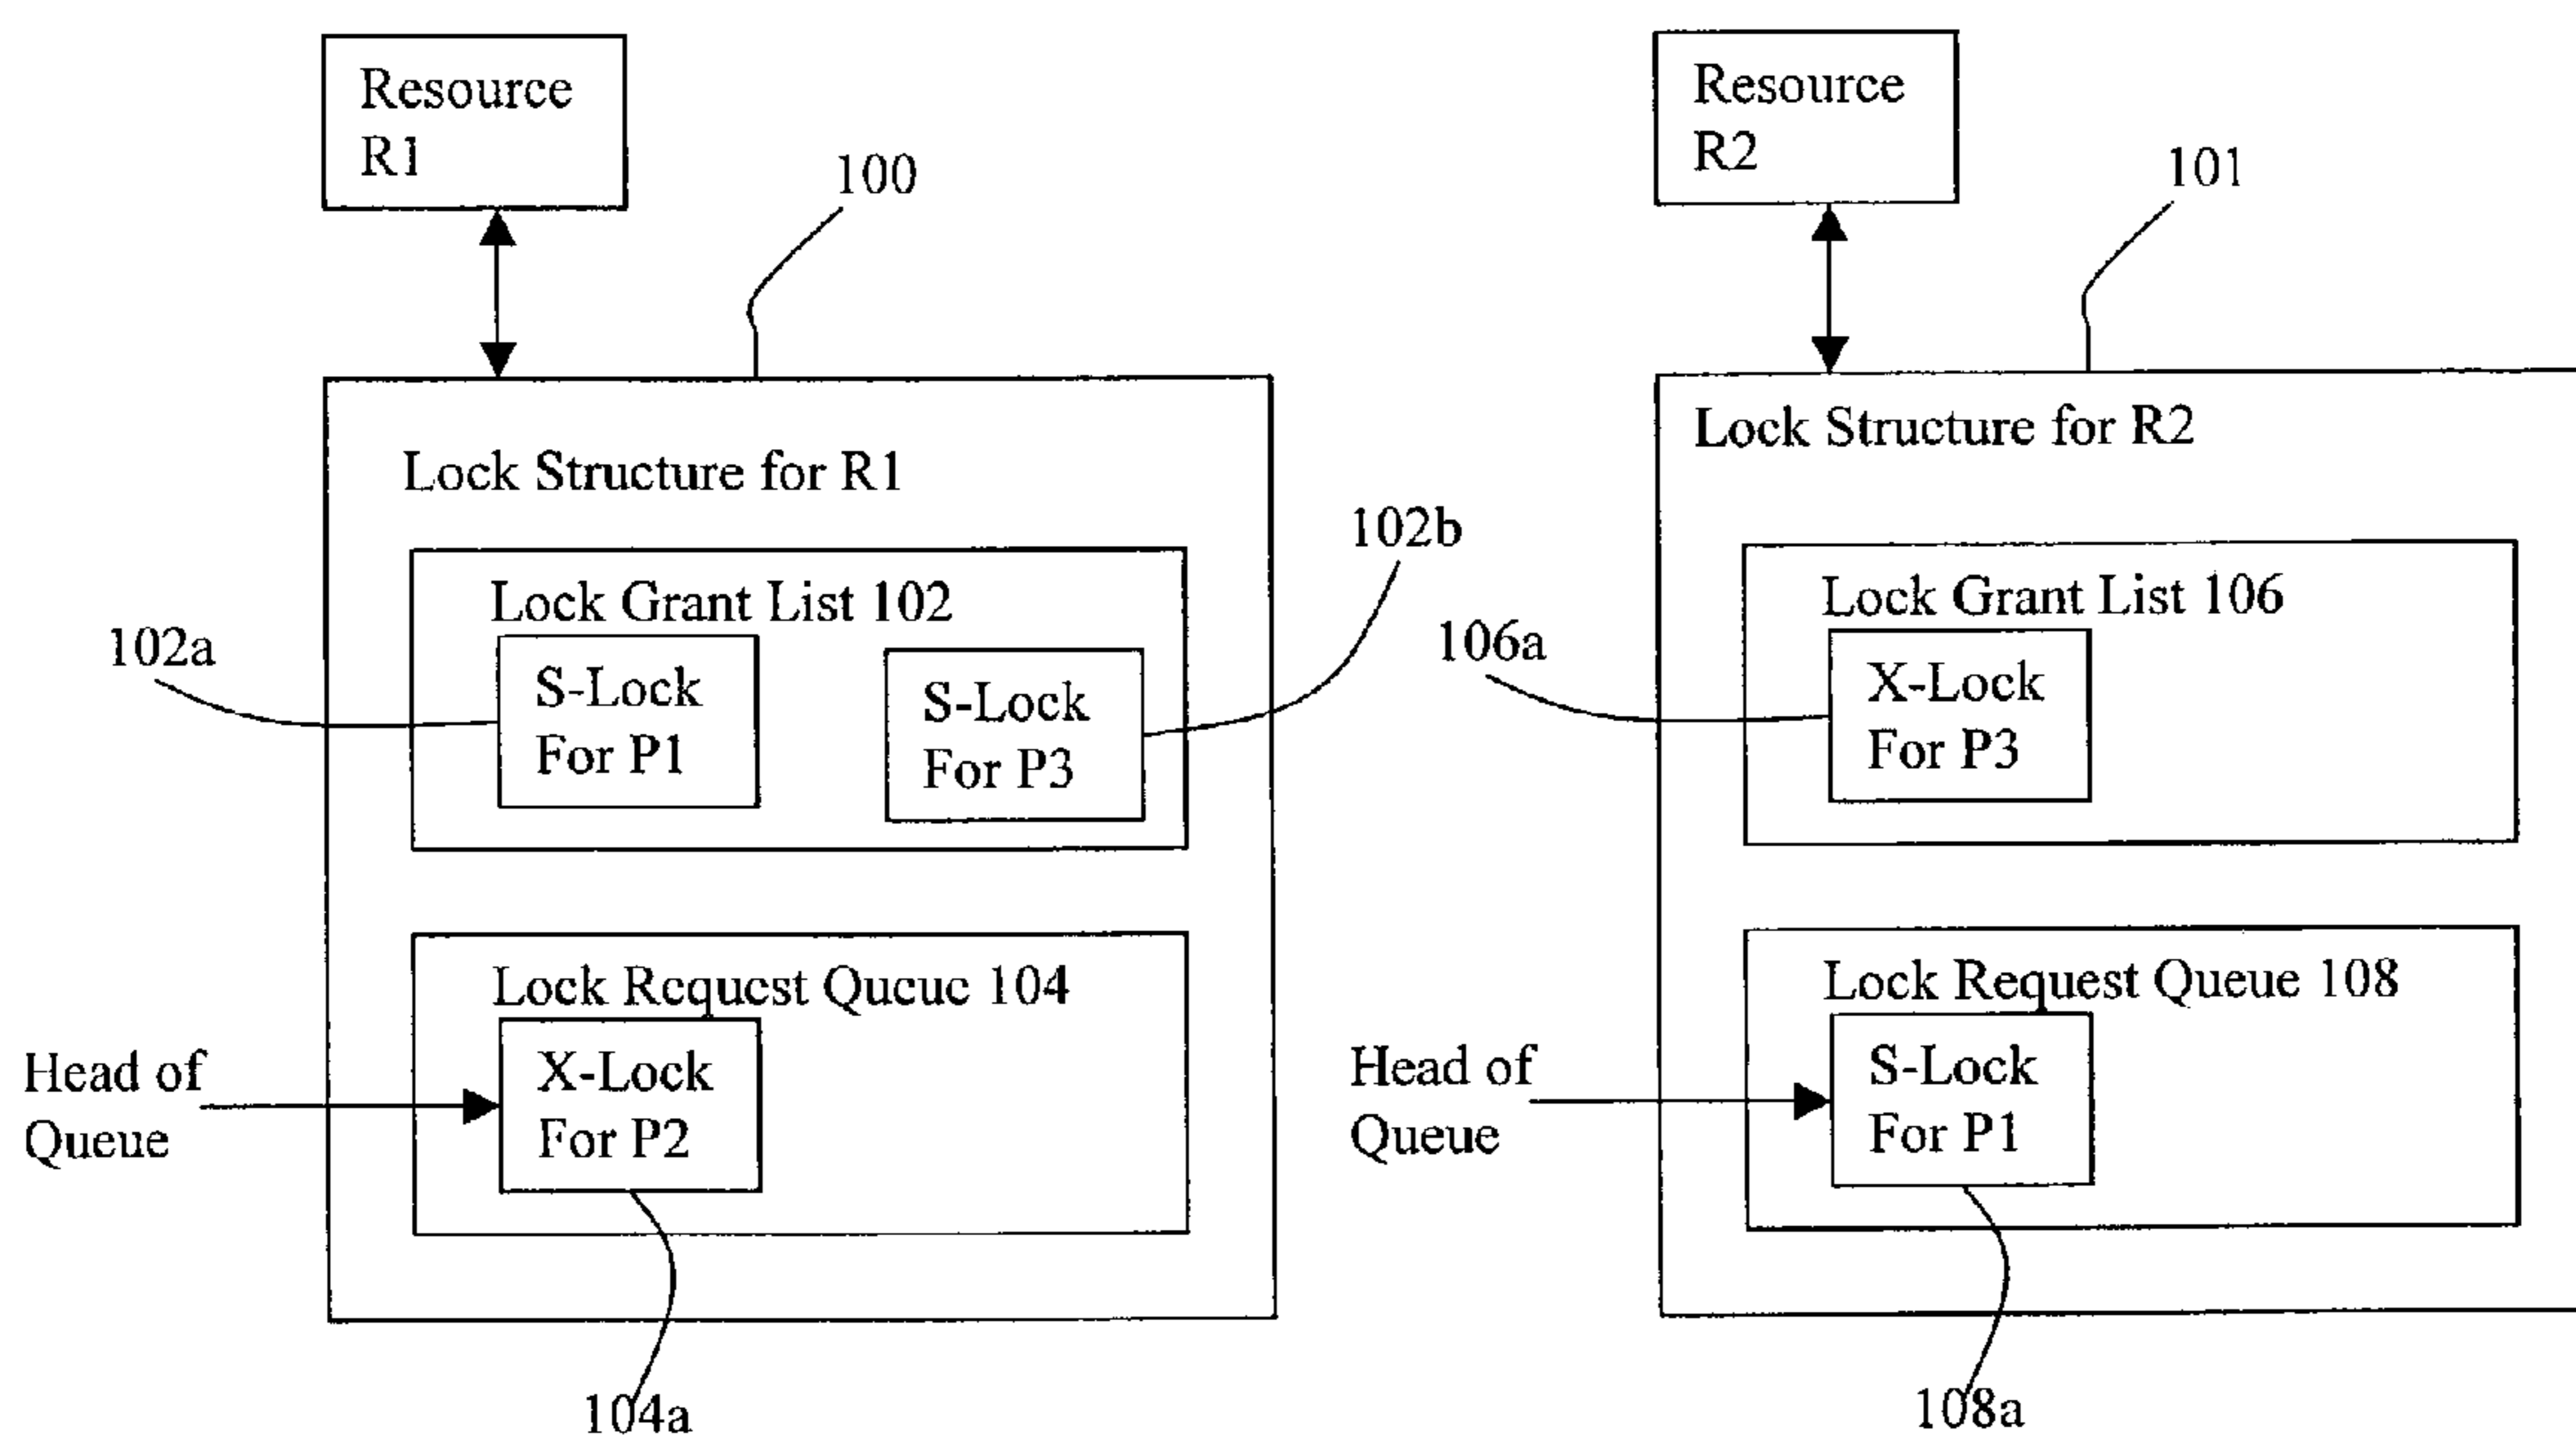 Resource
R1
100
Lock Structure for R1
Lock Grant List 102
102a
102b
S-Lock
For P1
S-Lock
For P3
Lock Request Queue 104
Head of
Queue
X-Lock
For P2
104a
Resource
R2
101
Lock Structure for R2
Lock Grant List 106
106a
X-Lock
For P3
Lock Request Queue 108
Head of
Queue
S-Lock
For P1
108a